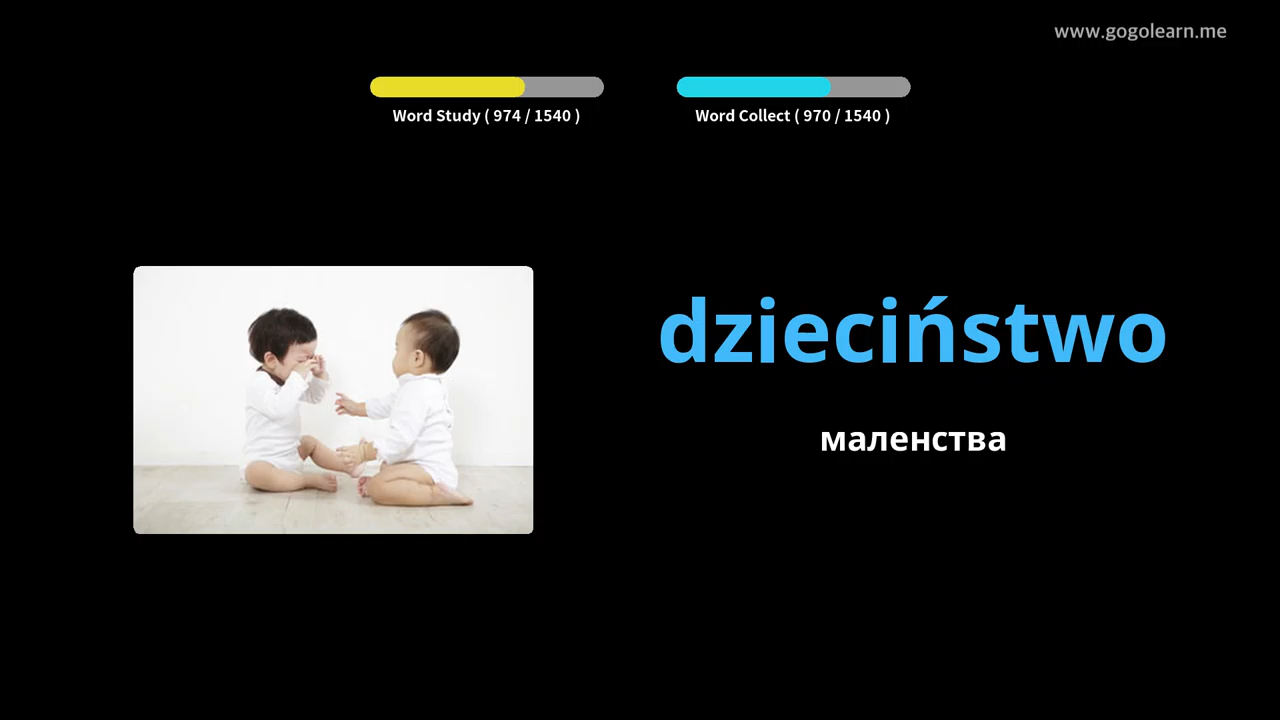 www.gogolearn.me
Word Study ( 974 / 1540 )
Word Collect ( 970 / 1540 )
dzieciństwo
маленства